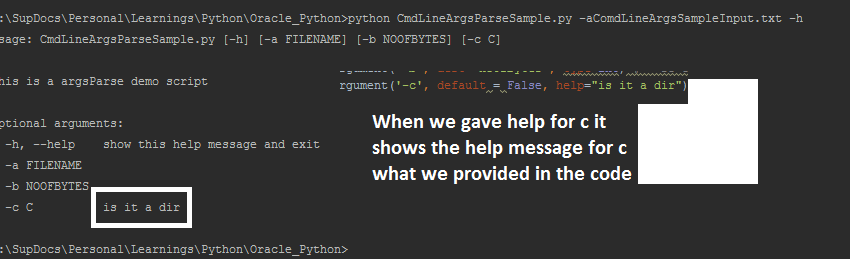 :\SupDocs\Personal\Learnings\Python\Oracle_Python>python CmdLineArgsParseSample.py -aComdLineArgsSampleInput.txt -h
sage: CmdLineArgsParseSample.py [-h] [-a FILENAME] [-b NOOFBYTES] [-c C]
his is a argsParse demo script
rgument('-c', default = False, help="is it a dir")
When we gave help for c it
shows the help message for c
what we provided in the code
ptional arguments:
-h, --help show this help message and exit
-a FILENAME
-b NOOFBYTES
-c C is it a dir
:\SupDocs\Personal\Learnings\Python\Oracle_Python>